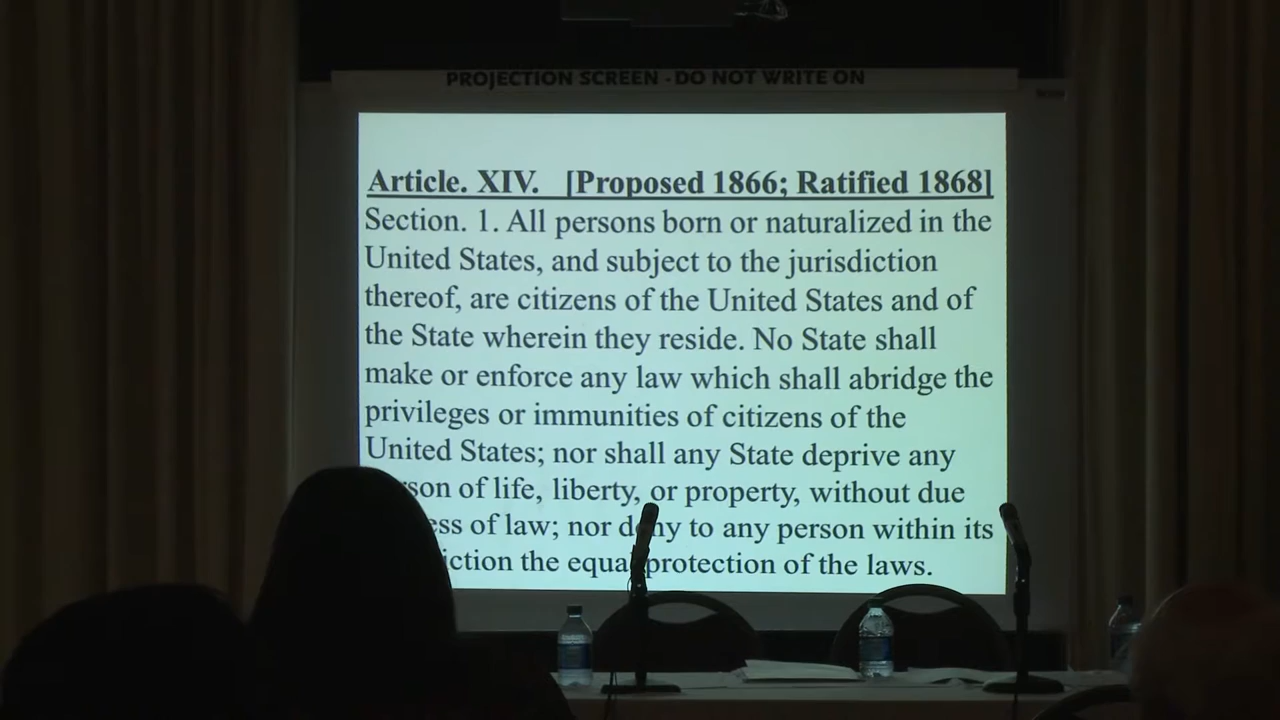 PROJECTION SCREEN - DO NOT WRITE ON
Article. XIV. [Proposed 1866; Ratified 1868]
Section. 1. All persons born or naturalized in the
United States, and subject to the jurisdiction
thereof, are citizens of the United States and of
the State wherein they reside. No State shall
make or enforce any law which shall abridge the
privileges or immunities of citizens of the
United States; nor shall any State deprive any
of life, liberty, or property, without due
of law; nor deny to any person within its
the equal protection of the laws.